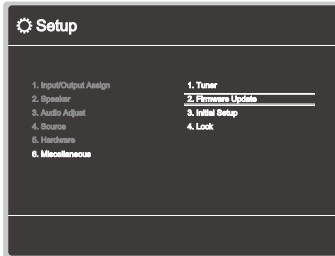 Setup
1. Input/Output Assign
2. Speaker
3. Audio Adjust
4. Source
5. Hardware
6. Miscellaneous
1. Tuner
2. Firmware Update
3. Initial Setup
4. Lock